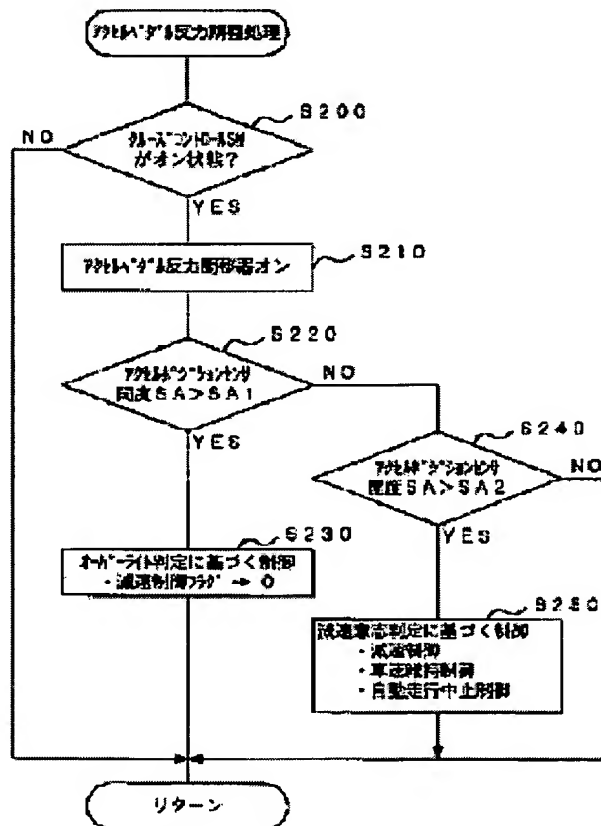 アクセルペダル反力制御処理
S200
NO
クルーズコントロールSW
がオン状態?
YES
S210
アクセルペダル反力 オン
S220
アクセルポジションセンサ
開度SA>SA1
NO
YES
S240
アクセルポジションセンサ
開度SA>SA2
NO
YES
S230
オーバーライト判定に基づく制御
・減速制御フラグ → 0
S250
減速意志判定に基づく制御
・減速制御
・車速維持制御
・自動走行中止制御
リターン